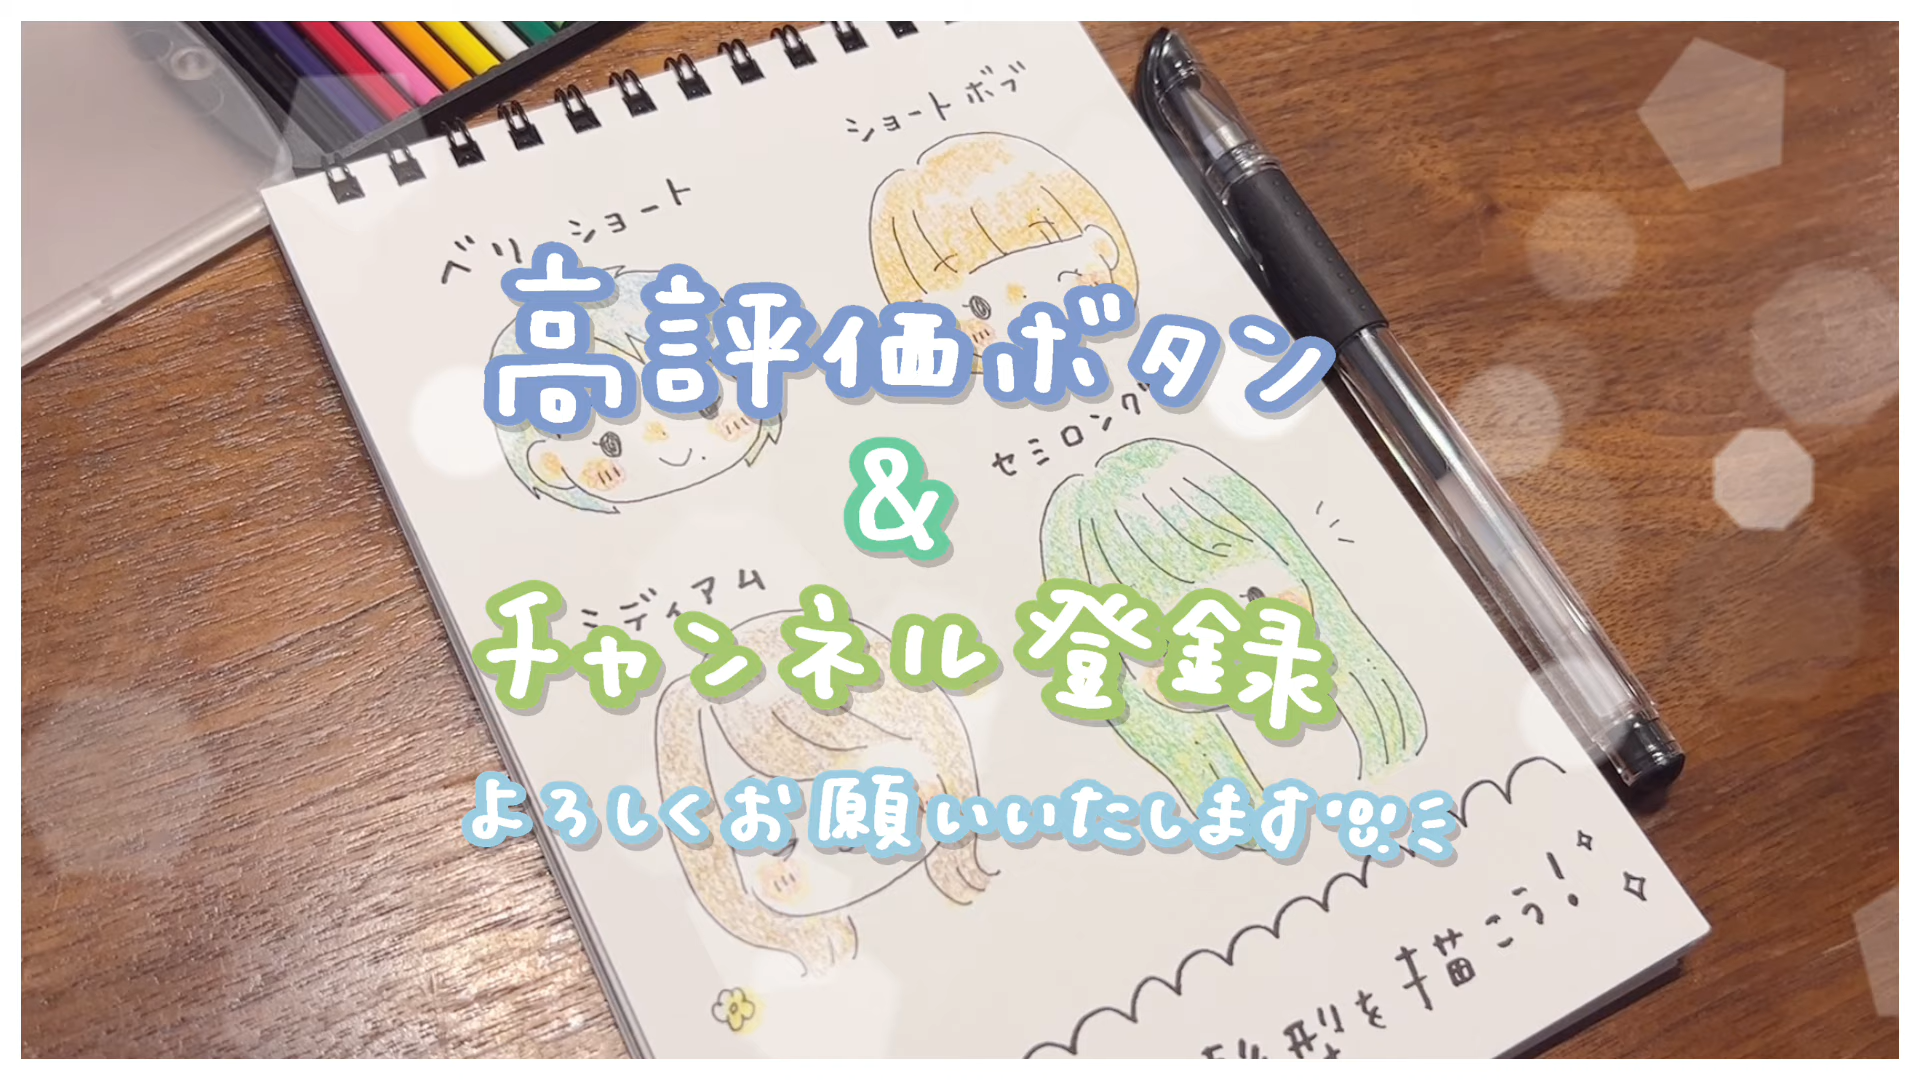 ショートボブ
ベリーショート
高評価ボタン
&
セミロング
ミディアム
チャンネル登録
よろしくお願いいたします
型を描こう!